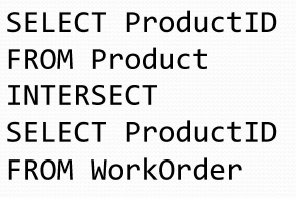 SELECT ProductID
FROM Product
INTERSECT
SELECT ProductID
FROM WorkOrder